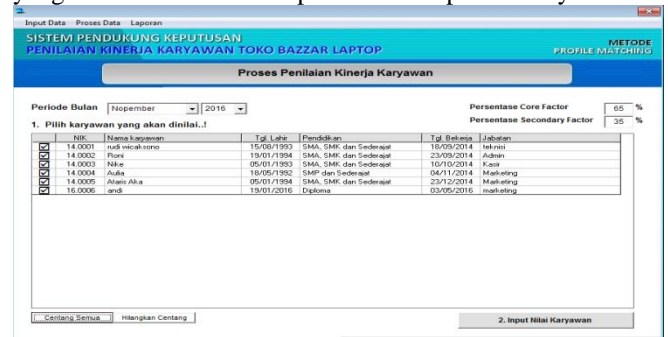 Input Data Proses Data Laporan
SISTEM PENDUKUNG KEPUTUSAN
PENILAIAN KINERJA KARYAWAN TOKO BAZZAR LAPTOP
METODE
PROFILE MATCHING
Proses Penilaian Kinerja Karyawan
Periode Bulan Nopember 2016
Persentase Core Factor 65 %
Persentase Secondary Factor 35 %
1. Pilih karyawan yang akan dinilai..!
NIK Nama karyawan Tgl. Lahir Pendidikan Tgl. Bekerja Jabatan
14.0001 rudi wicaksono 15/08/1993 SMA, SMK dan Sederajat 18/09/2014 teknisi
14.0002 Roni 19/01/1994 SMA, SMK dan Sederajat 23/09/2014 Admin
14.0003 Nike 05/01/1993 SMA, SMK dan Sederajat 10/10/2014 Kasir
14.0004 Aulia 18/05/1992 SMP dan Sederajat 04/11/2014 Marketing
14.0005 Ataris Aka 05/01/1994 SMA, SMK dan Sederajat 23/12/2014 Marketing
16.0006 andi 19/01/2016 Diploma 03/05/2016 marketing
Centang Semua Hilangkan Centang 2. Input Nilai Karyawan